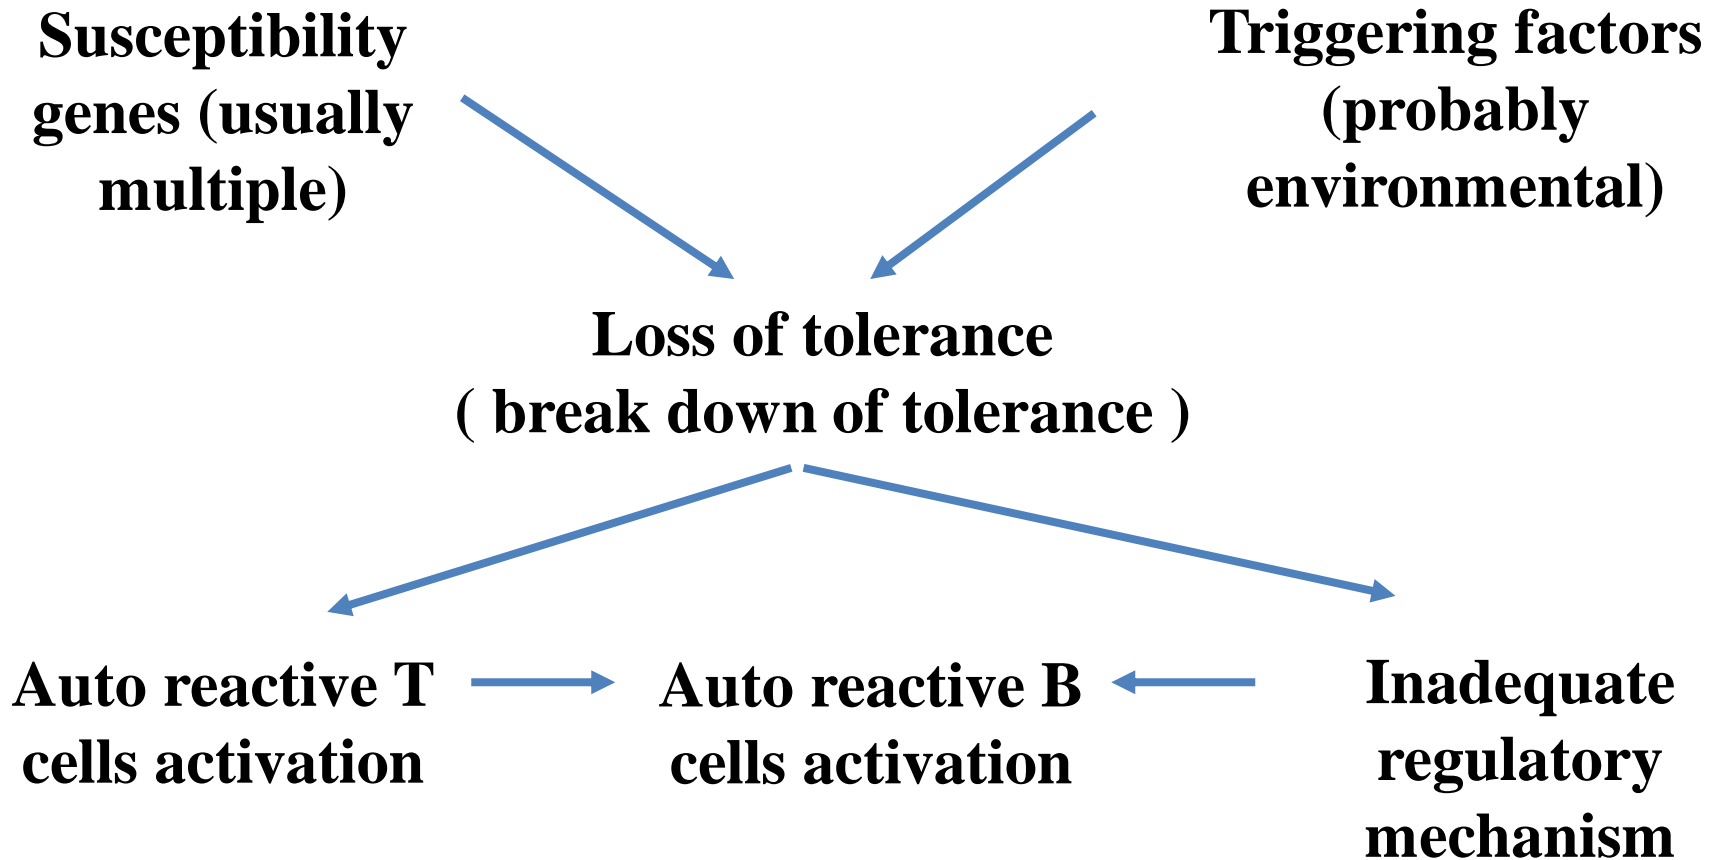 Susceptibility
genes (usually
multiple)
Triggering factors
(probably
environmental)
Loss of tolerance
( break down of tolerance )
Auto reactive T
cells activation
Auto reactive B
cells activation
Inadequate
regulatory
mechanism